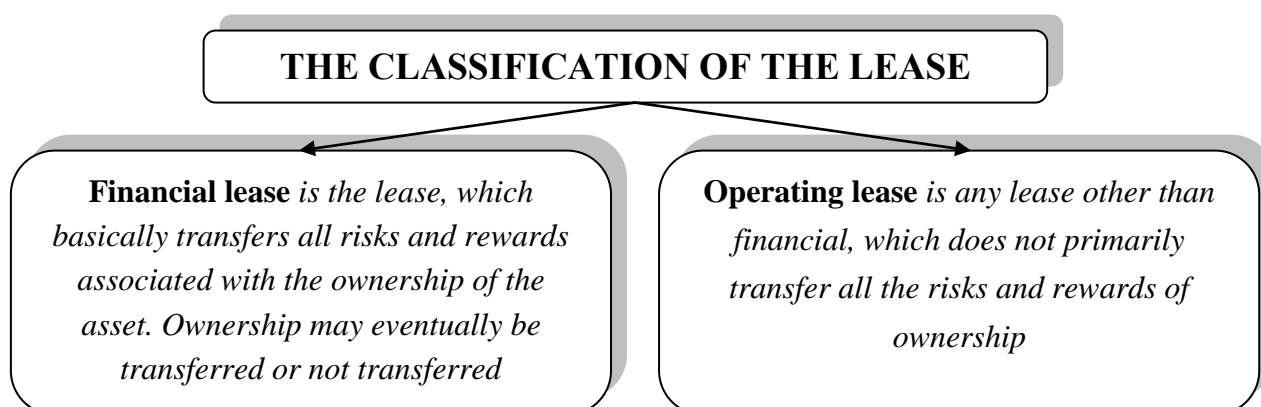 THE CLASSIFICATION OF THE LEASE
Financial lease is the lease, which
basically transfers all risks and rewards
associated with the ownership of the
asset. Ownership may eventually be
transferred or not transferred
Operating lease is any lease other than
financial, which does not primarily
transfer all the risks and rewards of
ownership